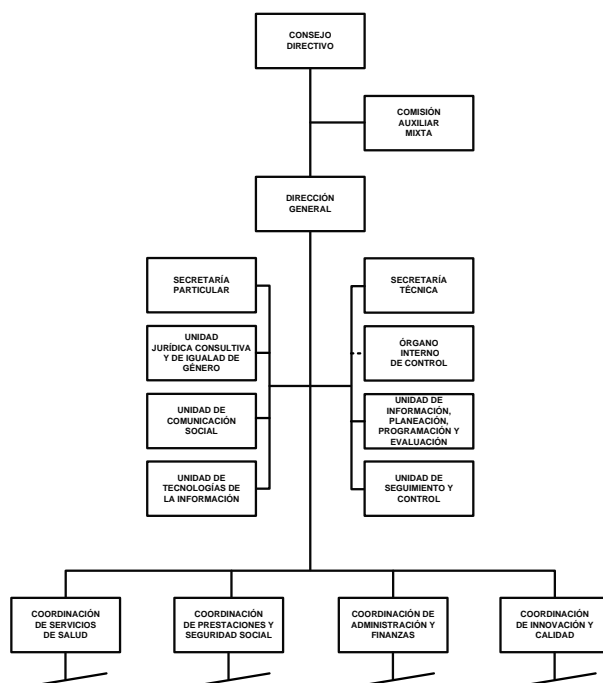 CONSEJO
DIRECTIVO
COMISIÓN
AUXILIAR
MIXTA
DIRECCIÓN
GENERAL
SECRETARÍA
PARTICULAR
SECRETARÍA
TÉCNICA
UNIDAD
JURÍDICA CONSULTIVA
Y DE IGUALAD DE
GÉNERO
ÓRGANO
INTERNO
DE CONTROL
UNIDAD DE
COMUNICACIÓN
SOCIAL
UNIDAD DE
INFORMACIÓN,
PLANEACIÓN,
PROGRAMACIÓN Y
EVALUACIÓN
UNIDAD DE
TECNOLOGÍAS DE
LA INFORMACIÓN
UNIDAD DE
SEGUIMIENTO Y
CONTROL
COORDINACIÓN
DE SERVICIOS
DE SALUD
COORDINACIÓN
DE PRESTACIONES Y
SEGURIDAD SOCIAL
COORDINACIÓN DE
ADMINISTRACIÓN Y
FINANZAS
COORDINACIÓN
DE INNOVACIÓN Y
CALIDAD